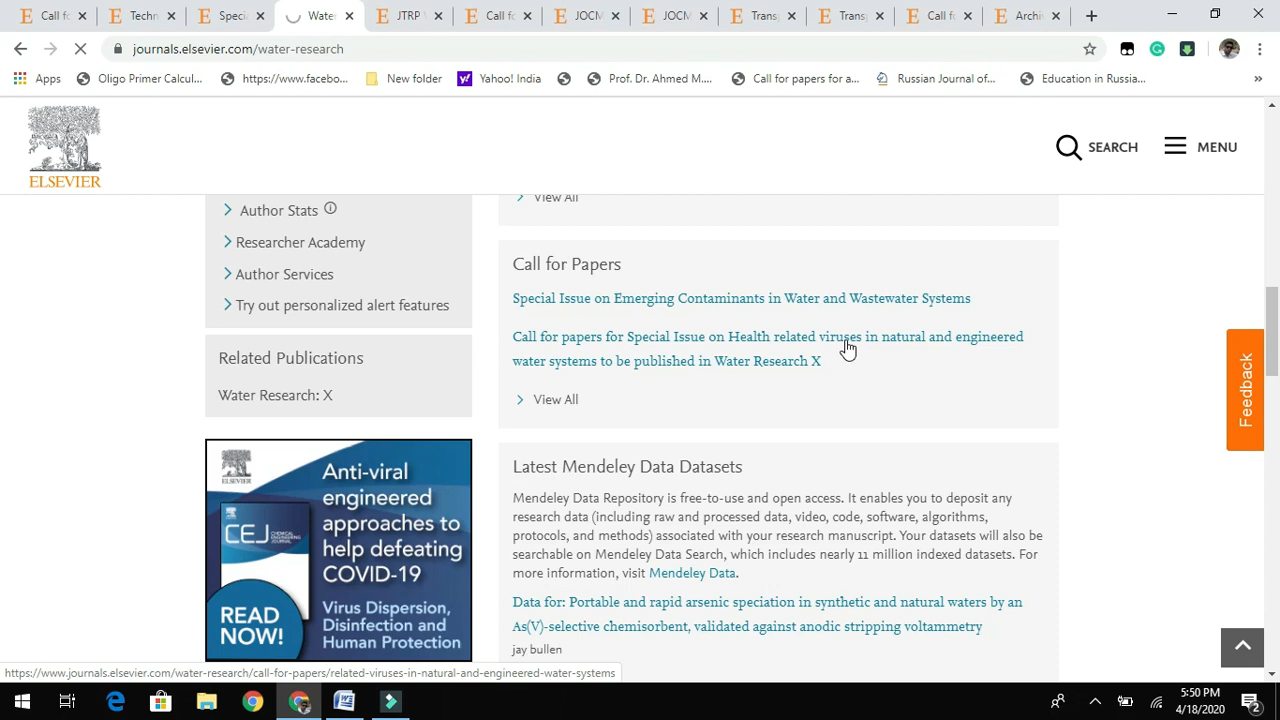 Call fo
Techn
Specia
Water
JTRP V
Call fo
JOCM
JOCM
Transp
Transp
Call fo
Archiv
journals.elsevier.com/water-research
Apps
Oligo Primer Calcul...
https://www.facebo...
New folder
Yahoo! India
Prof. Dr. Ahmed M....
Call for papers for a...
Russian Journal of...
Education in Russia...
»
ELSEVIER
SEARCH
MENU
Author Stats
Researcher Academy
Author Services
Try out personalized alert features
Related Publications
Water Research: X
Anti-viral
engineered
approaches to
help defeating
COVID-19
CEJ
READ
NOW!
Virus Dispersion,
Disinfection and
Human Protection
View All
Call for Papers
Special Issue on Emerging Contaminants in Water and Wastewater Systems
Call for papers for Special Issue on Health related viruses in natural and engineered
water systems to be published in Water Research X
View All
Latest Mendeley Data Datasets
Mendeley Data Repository is free-to-use and open access. It enables you to deposit any
research data (including raw and processed data, video, code, software, algorithms,
protocols, and methods) associated with your research manuscript. Your datasets will also be
searchable on Mendeley Data Search, which includes nearly 11 million indexed datasets. For
more information, visit Mendeley Data.
Data for: Portable and rapid arsenic speciation in synthetic and natural waters by an
As(V)-selective chemisorbent, validated against anodic stripping voltammetry
jay bullen
Feedback
https://www.journals.elsevier.com/water-research/call-for-papers/related-viruses-in-natural-and-engineered-water-systems
5:50 PM
4/18/2020
2